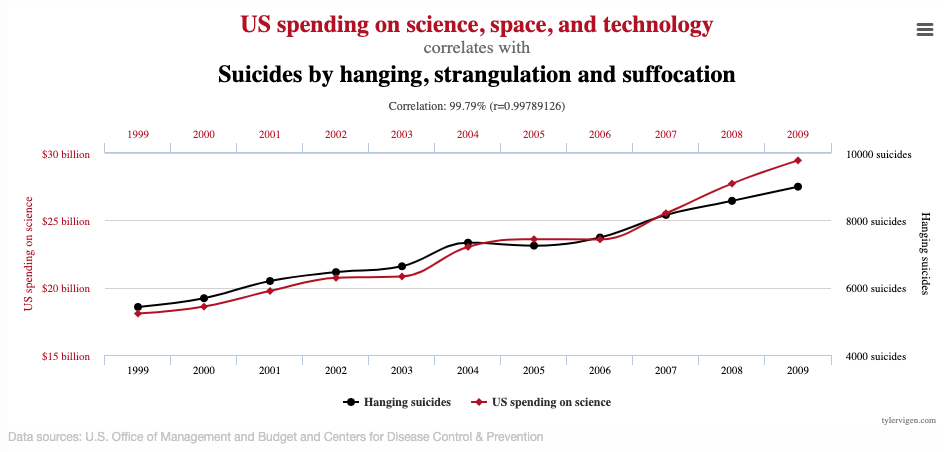 US spending on science, space, and technology
correlates with
Suicides by hanging, strangulation and suffocation
Correlation: 99.79% (r=0.99789126)
1999 2000 2001 2002 2003 2004 2005 2006 2007 2008 2009
US spending on science
$30 billion
$25 billion
$20 billion
$15 billion
10000 suicides
8000 suicides
6000 suicides
4000 suicides
Hanging suicides
1999 2000 2001 2002 2003 2004 2005 2006 2007 2008 2009
Hanging suicides US spending on science
tylervigen.com
Data sources: U.S. Office of Management and Budget and Centers for Disease Control & Prevention